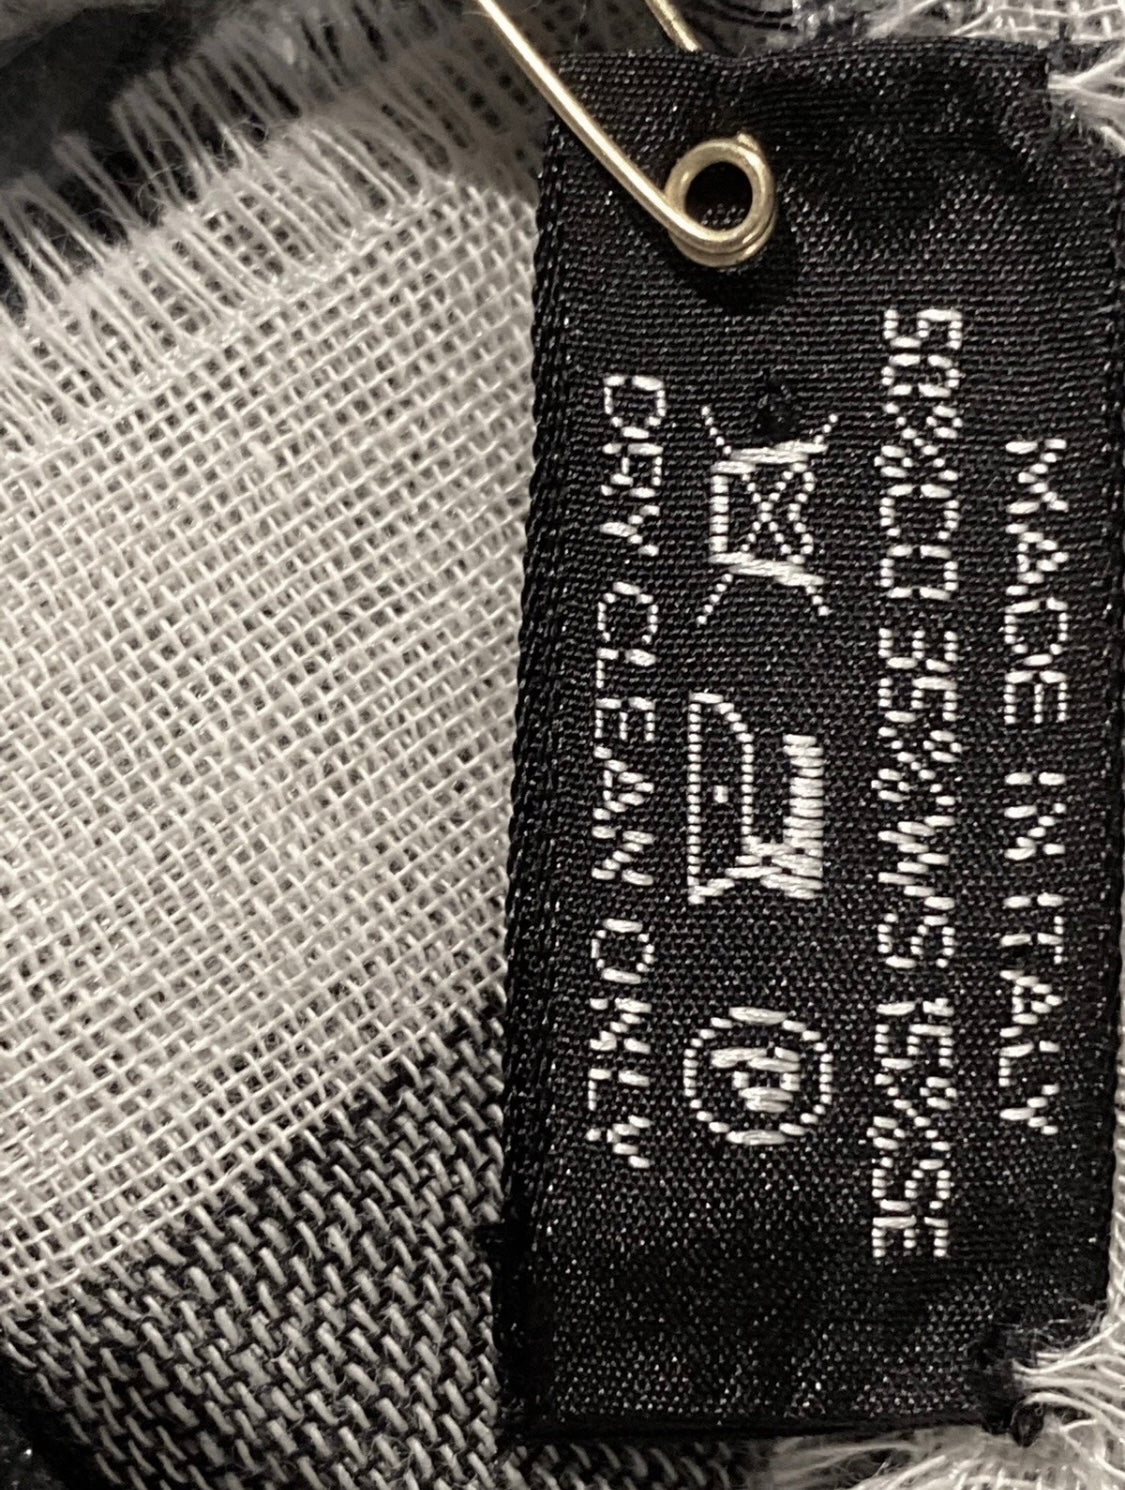 MADE IN ITALY
50%CO 35%WS 15%SE
P
DRY CLEAN ONLY